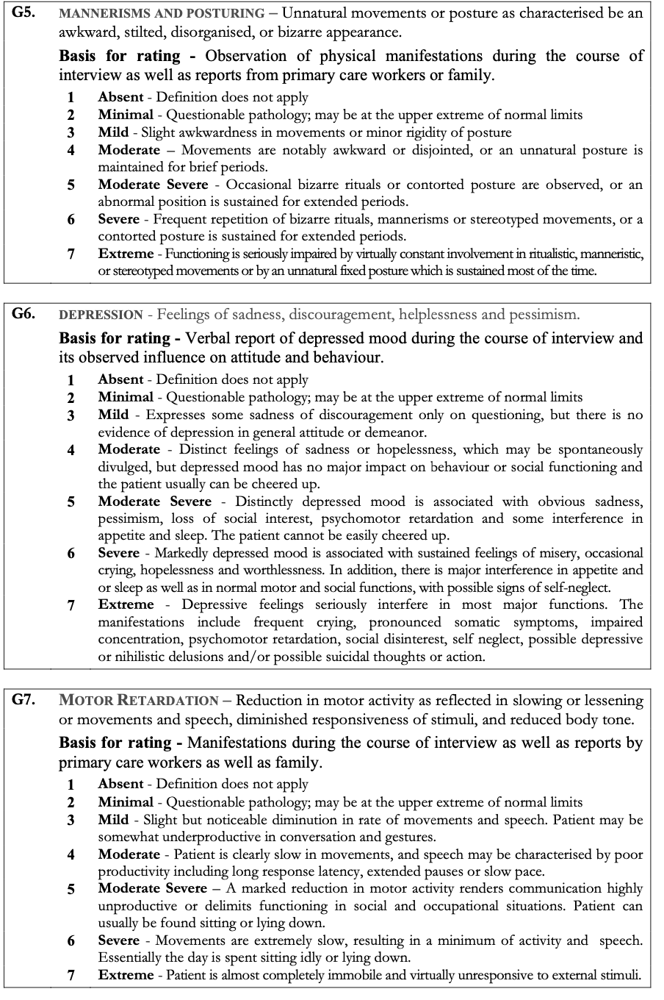 G5. MANNERISMS AND POSTURING – Unnatural movements or posture as characterised be an
awkward, stilted, disorganised, or bizarre appearance.
Basis for rating - Observation of physical manifestations during the course of
interview as well as reports from primary care workers or family.
1 Absent - Definition does not apply
2 Minimal - Questionable pathology; may be at the upper extreme of normal limits
3 Mild - Slight awkwardness in movements or minor rigidity of posture
4 Moderate – Movements are notably awkward or disjointed, or an unnatural posture is
maintained for brief periods.
5 Moderate Severe - Occasional bizarre rituals or contorted posture are observed, or an
abnormal position is sustained for extended periods.
6 Severe - Frequent repetition of bizarre rituals, mannerisms or stereotyped movements, or a
contorted posture is sustained for extended periods.
7 Extreme - Functioning is seriously impaired by virtually constant involvement in ritualistic, manneristic,
or stereotyped movements or by an unnatural fixed posture which is sustained most of the time.
G6. DEPRESSION - Feelings of sadness, discouragement, helplessness and pessimism.
Basis for rating - Verbal report of depressed mood during the course of interview and
its observed influence on attitude and behaviour.
1 Absent - Definition does not apply
2 Minimal - Questionable pathology; may be at the upper extreme of normal limits
3 Mild - Expresses some sadness of discouragement only on questioning, but there is no
evidence of depression in general attitude or demeanor.
4 Moderate - Distinct feelings of sadness or hopelessness, which may be spontaneously
divulged, but depressed mood has no major impact on behaviour or social functioning and
the patient usually can be cheered up.
5 Moderate Severe - Distinctly depressed mood is associated with obvious sadness,
pessimism, loss of social interest, psychomotor retardation and some interference in
appetite and sleep. The patient cannot be easily cheered up.
6 Severe - Markedly depressed mood is associated with sustained feelings of misery, occasional
crying, hopelessness and worthlessness. In addition, there is major interference in appetite and
or sleep as well as in normal motor and social functions, with possible signs of self-neglect.
7 Extreme - Depressive feelings seriously interfere in most major functions. The
manifestations include frequent crying, pronounced somatic symptoms, impaired
concentration, psychomotor retardation, social disinterest, self neglect, possible depressive
or nihilistic delusions and/or possible suicidal thoughts or action.
G7. MOTOR RETARDATION – Reduction in motor activity as reflected in slowing or lessening
or movements and speech, diminished responsiveness of stimuli, and reduced body tone.
Basis for rating - Manifestations during the course of interview as well as reports by
primary care workers as well as family.
1 Absent - Definition does not apply
2 Minimal - Questionable pathology; may be at the upper extreme of normal limits
3 Mild - Slight but noticeable diminution in rate of movements and speech. Patient may be
somewhat underproductive in conversation and gestures.
4 Moderate - Patient is clearly slow in movements, and speech may be characterised by poor
productivity including long response latency, extended pauses or slow pace.
5 Moderate Severe – A marked reduction in motor activity renders communication highly
unproductive or delimits functioning in social and occupational situations. Patient can
usually be found sitting or lying down.
6 Severe - Movements are extremely slow, resulting in a minimum of activity and speech.
Essentially the day is spent sitting idly or lying down.
7 Extreme - Patient is almost completely immobile and virtually unresponsive to external stimuli.